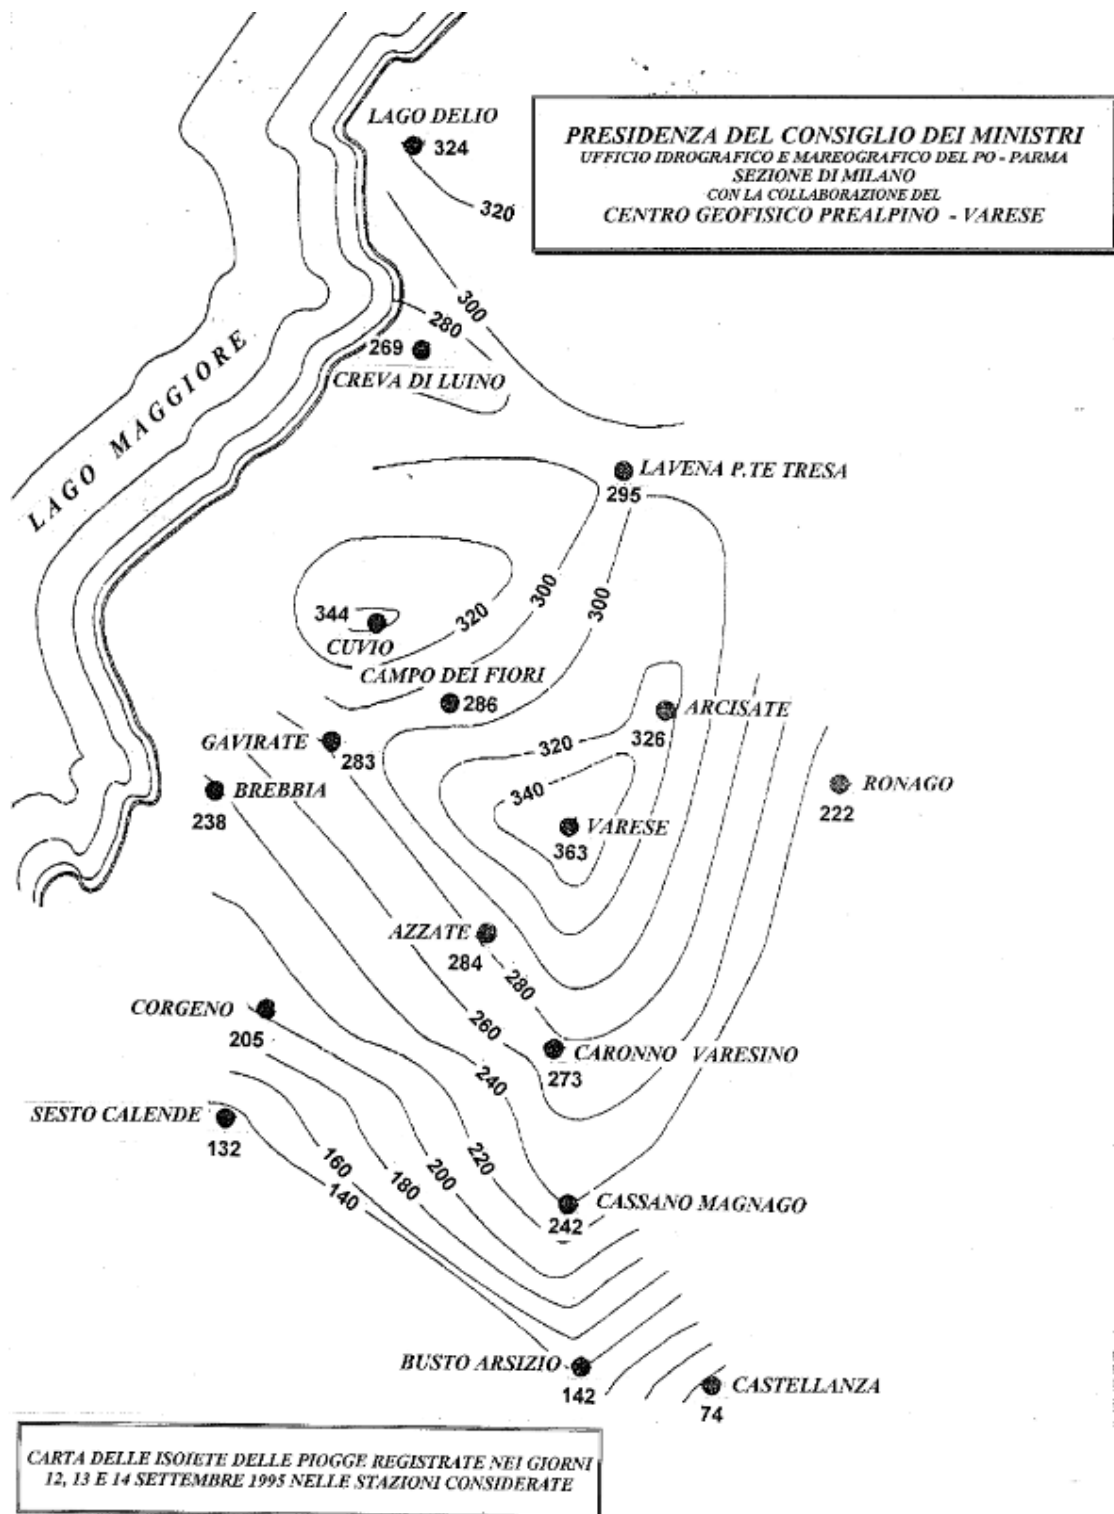 LAGO DELIO
324
320
PRESIDENZA DEL CONSIGLIO DEI MINISTRI
UFFICIO IDROGRAFICO E MAREOGRAFICO DEL PO - PARMA
SEZIONE DI MILANO
CON LA COLLABORAZIONE DEL
CENTRO GEOFISICO PREALPINO - VARESE
300
280
269
CREVA DI LUINO
LAGO MAGGIORE
LAVENA P.TE TRESA
295
300
300
320
344
CUVIO
CAMPO DEI FIORI
286
ARCISATE
326
GAVIRATE
283
320
BREBBIA
238
340
RONAGO
222
VARESE
363
AZZATE
284
280
CORGENO
205
260
CARONNO VARESINO
273
240
SESTO CALENDE
132
220
200
180
160
140
CASSANO MAGNAGO
242
BUSTO ARSIZIO
142
CASTELLANZA
74
CARTA DELLE ISOIETE DELLE PIOGGE REGISTRATE NEI GIORNI
12, 13 E 14 SETTEMBRE 1995 NELLE STAZIONI CONSIDERATE